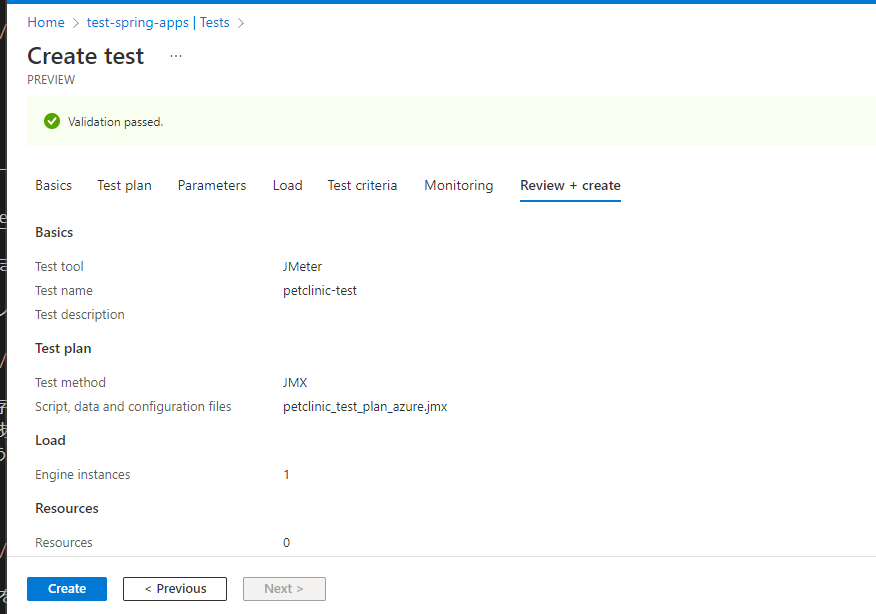 Home > test-spring-apps | Tests >
Create test ...
PREVIEW
Validation passed.
Basics Test plan Parameters Load Test criteria Monitoring Review + create
Basics
Test tool JMeter
Test name petclinic-test
Test description
Test plan
Test method JMX
Script, data and configuration files petclinic_test_plan_azure.jmx
Load
Engine instances 1
Resources
Resources 0
Create < Previous Next >